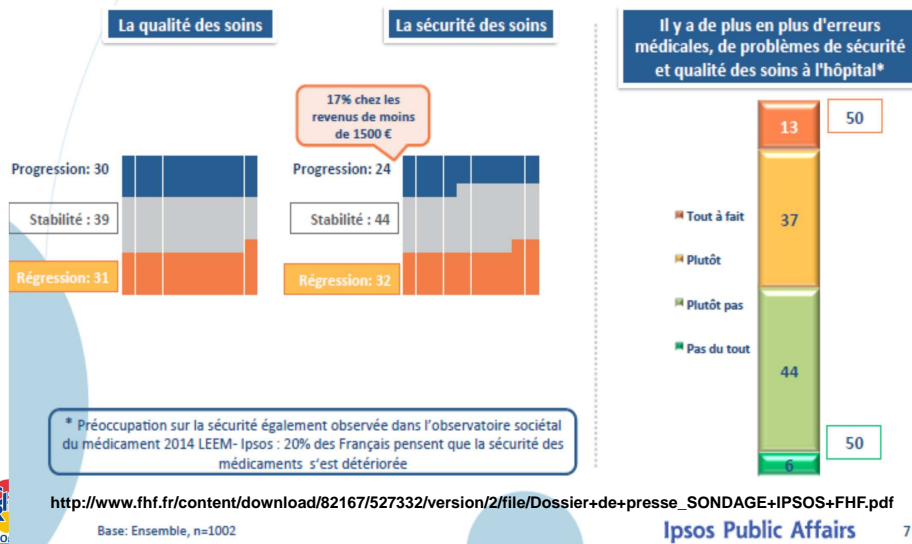 La qualité des soins
La sécurité des soins
17% chez les
revenus de moins
de 1500 €
Progression: 30
Stabilité : 39
Régression: 31
Progression: 24
Stabilité : 44
Régression: 32
Il y a de plus en plus d'erreurs
médicales, de problèmes de sécurité
et qualité des soins à l'hôpital*
13
50
37
44
50
6
Tout à fait
Plutôt
Plutôt pas
Pas du tout
* Préoccupation sur la sécurité également observée dans l'observatoire sociétal
du médicament 2014 LEEM- Ipsos : 20% des Français pensent que la sécurité des
médicaments s'est détériorée
http://www.fhf.fr/content/download/82167/527332/version/2/file/Dossier+de+presse_SONDAGE+IPSOS+FHF.pdf
Base: Ensemble, n=1002
Ipsos Public Affairs
7